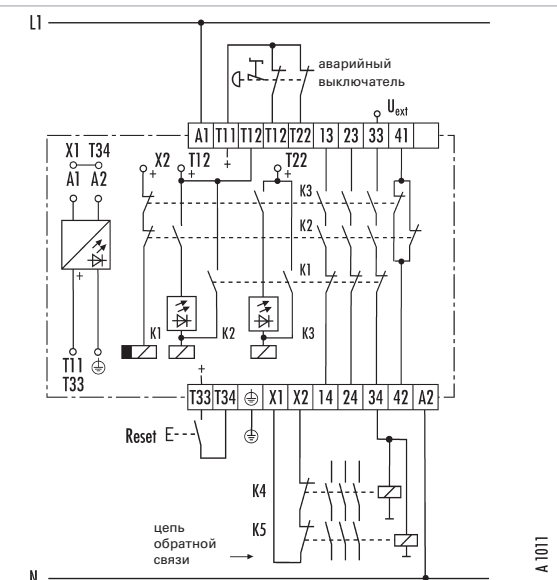 L1
аварийный
выключатель
Uext
A1 T11 T12 T12 T22 13 23 33 41
+
X1 T34
A1 A2
X2 T12 T22
+ + +
K3
K2
K1
+
K1 K2 K3
T11
T33
+
T33 T34 X1 X2 14 24 34 42 A2
Reset
K4
K5
цепь
обратной
связи
A 1011
N